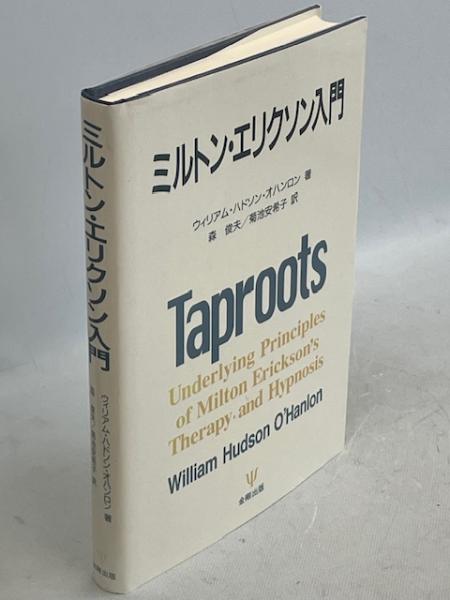 ミルトン・エリクソン入門
ウィリアム・ハドソン・オハンロン 著
森 俊夫/菊池安希子 訳
Taproots
Underlying Principles
of Milton Erickson's
Therapy and Hypnosis
William Hudson O'Hanlon
金剛出版
ミルトン・エリクソン入門
ウィリアム・ハドソン・オハンロン 著
森 俊夫/菊池安希子 訳
金剛出版